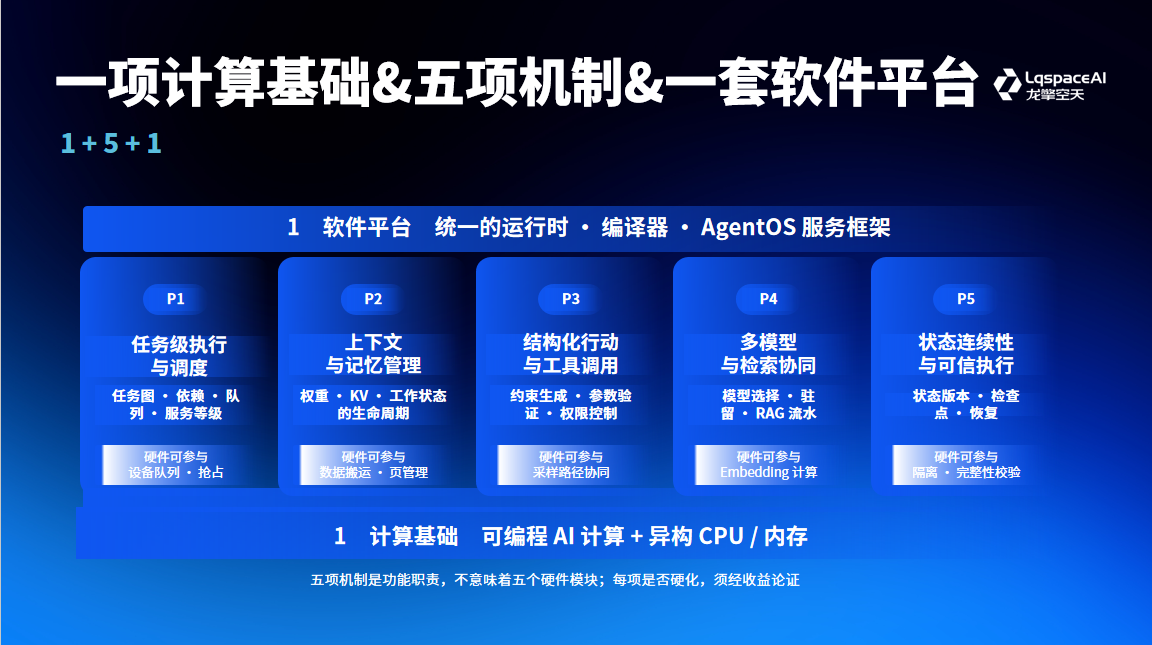 一项计算基础&五项机制&一套软件平台
LqspaceAI
龙擎空天
1+5+1
1 软件平台 统一的运行时 · 编译器 · AgentOS 服务框架
P1
任务级执行
与调度
任务图 · 依赖 · 队
列 · 服务等级
硬件可参与
设备队列 · 抢占
P2
上下文
与记忆管理
权重 · KV · 工作状态
的生命周期
硬件可参与
数据搬运 · 页管理
P3
结构化行动
与工具调用
约束生成 · 参数验
证 · 权限控制
硬件可参与
采样路径协同
P4
多模型
与检索协同
模型选择 · 驻
留 · RAG 流水
硬件可参与
Embedding 计算
P5
状态连续性
与可信执行
状态版本 · 检查
点 · 恢复
硬件可参与
隔离 · 完整性校验
1 计算基础 可编程 AI 计算 + 异构 CPU / 内存
五项机制是功能职责，不意味着五个硬件模块；每项是否硬化，须经收益论证